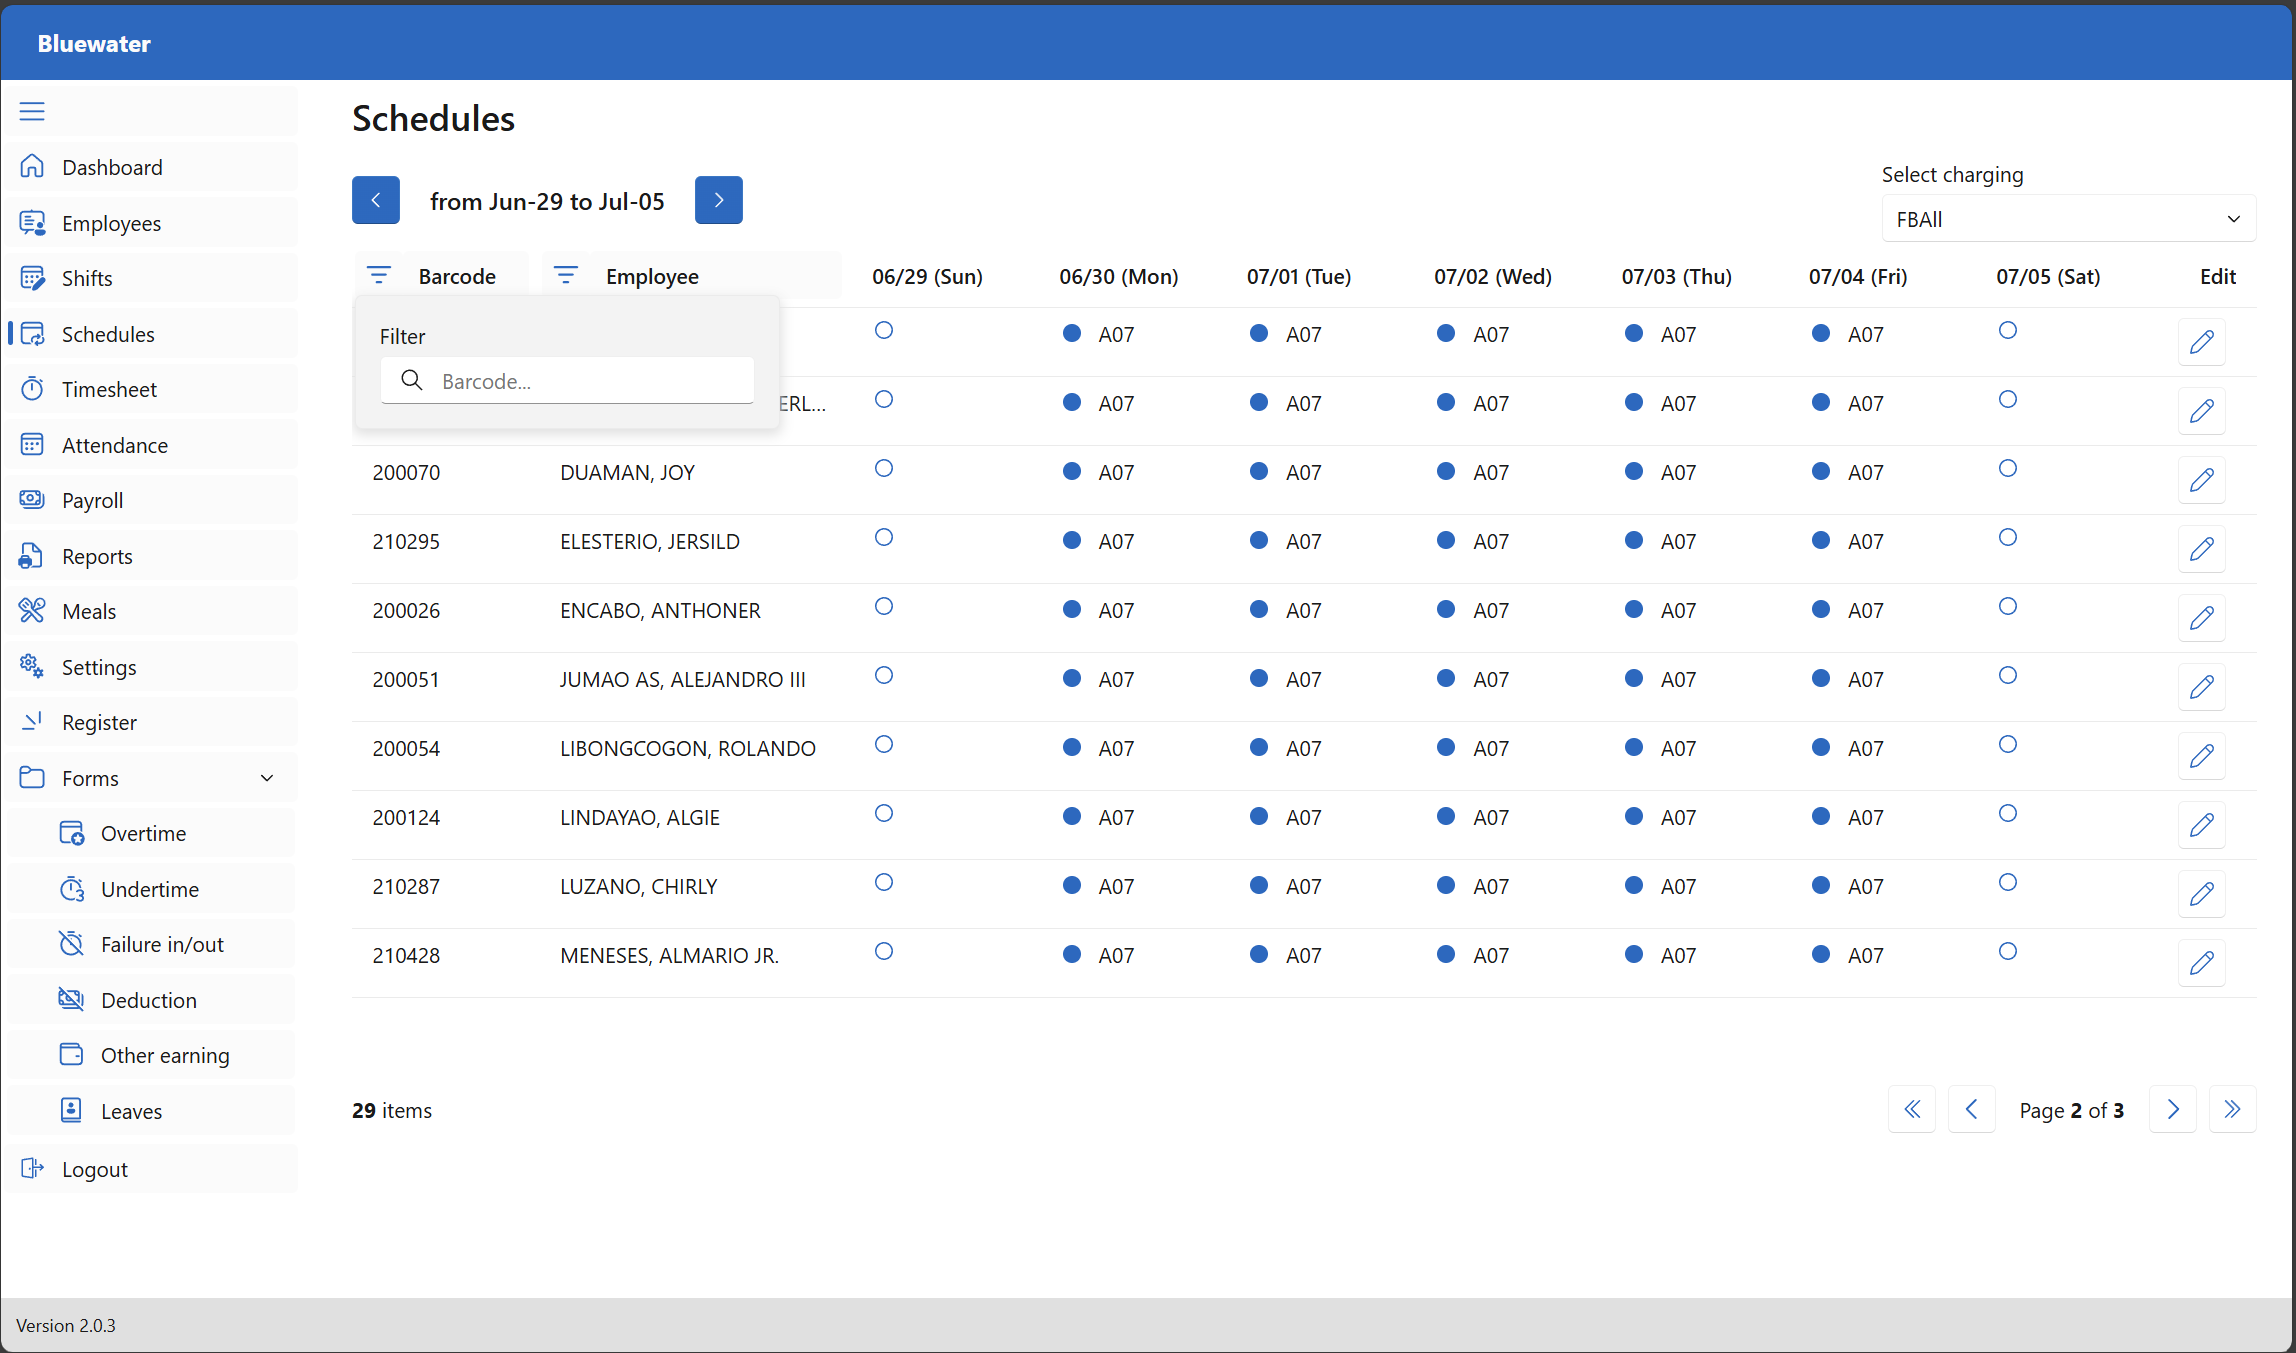 Bluewater
Dashboard
Employees
Shifts
Schedules
Timesheet
Attendance
Payroll
Reports
Meals
Settings
Register
Forms
Overtime
Undertime
Failure in/out
Deduction
Other earning
Leaves
Logout
Schedules
from Jun-29 to Jul-05
Select charging
FBAll
Barcode Employee 06/29 (Sun) 06/30 (Mon) 07/01 (Tue) 07/02 (Wed) 07/03 (Thu) 07/04 (Fri) 07/05 (Sat) Edit
Filter
Barcode...
A07 A07 A07 A07 A07
ERL... A07 A07 A07 A07 A07
200070 DUAMAN, JOY A07 A07 A07 A07 A07
210295 ELESTERIO, JERSILD A07 A07 A07 A07 A07
200026 ENCABO, ANTHONER A07 A07 A07 A07 A07
200051 JUMAO AS, ALEJANDRO III A07 A07 A07 A07 A07
200054 LIBONGCOGON, ROLANDO A07 A07 A07 A07 A07
200124 LINDAYAO, ALGIE A07 A07 A07 A07 A07
210287 LUZANO, CHIRLY A07 A07 A07 A07 A07
210428 MENESES, ALMARIO JR. A07 A07 A07 A07 A07
29 items
Page 2 of 3
Version 2.0.3